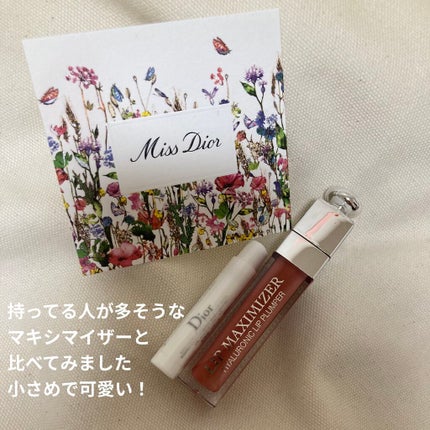 Miss Dior
Dior
MAXIMIZER
HYALURONIC LIP PLUMPER
持ってる人が多そうな
マキシマイザーと
比べてみました
小さめで可愛い！